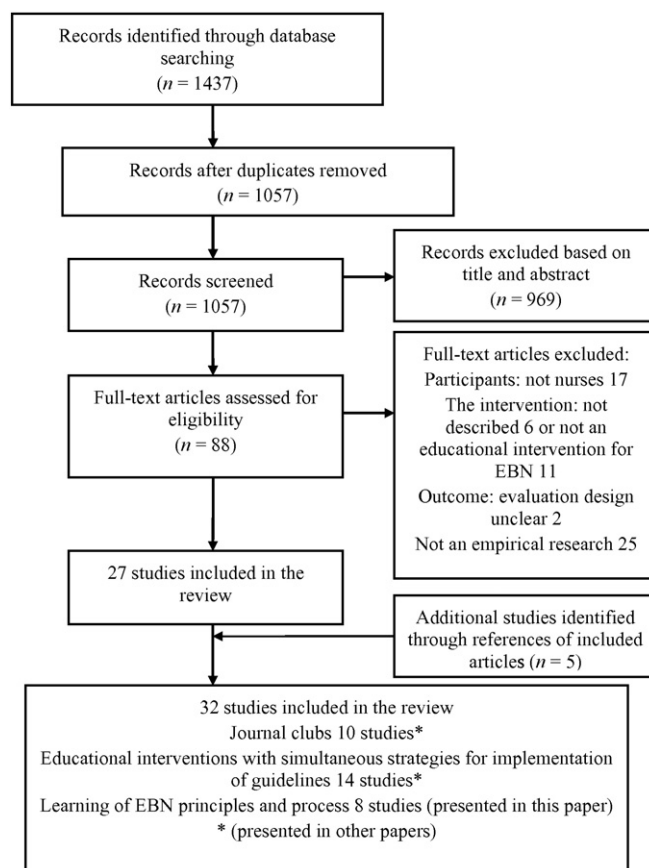 Records identified through database
searching
(n = 1437)
Records after duplicates removed
(n = 1057)
Records screened
(n = 1057)
Records excluded based on
title and abstract
(n = 969)
Full-text articles assessed for
eligibility
(n = 88)
Full-text articles excluded:
Participants: not nurses 17
The intervention: not
described 6 or not an
educational intervention for
EBN 11
Outcome: evaluation design
unclear 2
Not an empirical research 25
27 studies included in the
review
Additional studies identified
through references of included
articles (n = 5)
32 studies included in the review
Journal clubs 10 studies*
Educational interventions with simultaneous strategies for implementation
of guidelines 14 studies*
Learning of EBN principles and process 8 studies (presented in this paper)
* (presented in other papers)